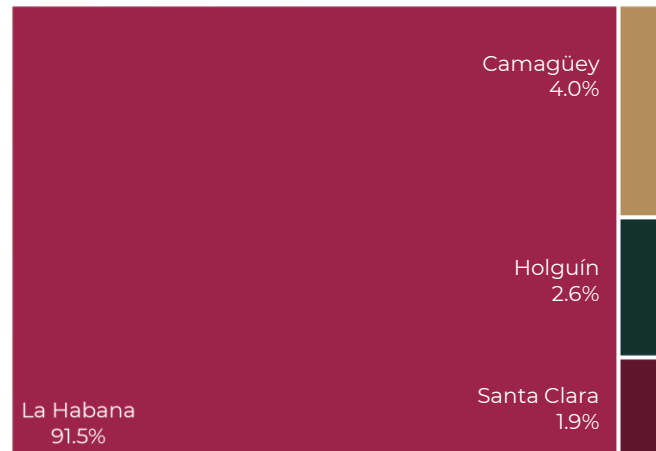 Camagüey
4.0%
Holguín
2.6%
Santa Clara
1.9%
La Habana
91.5%